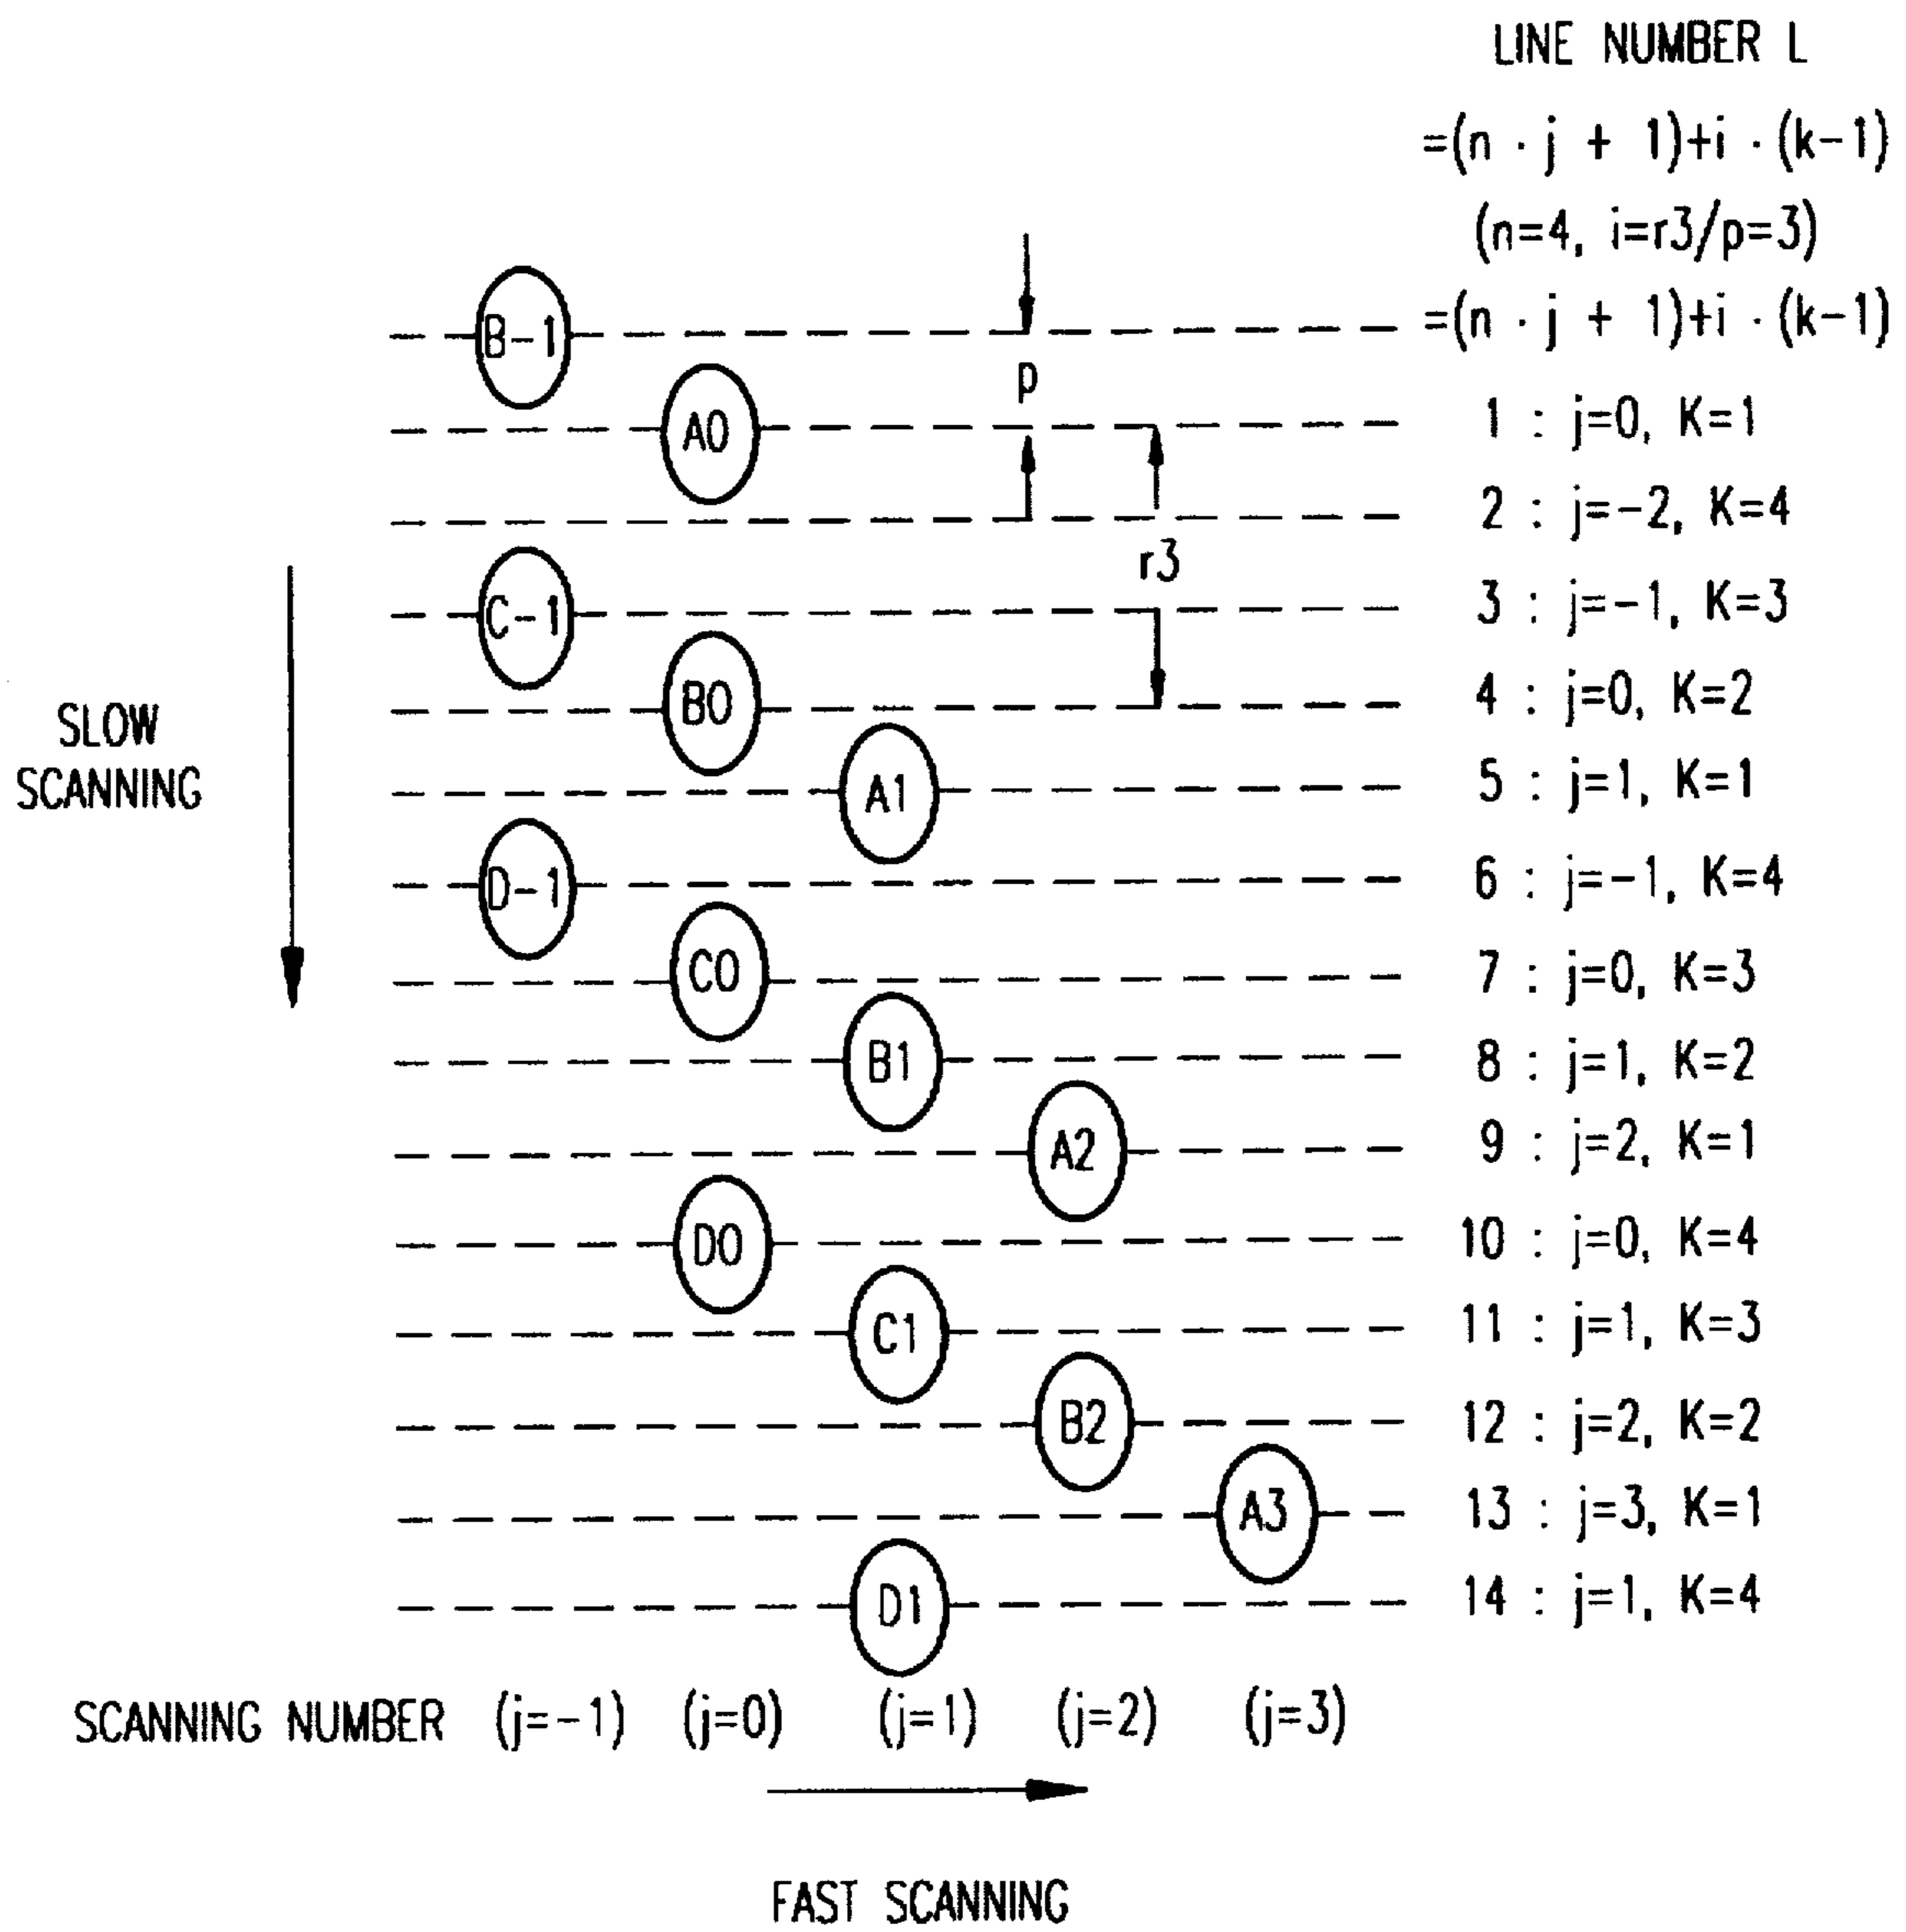 LINE NUMBER L
=(n · j + 1)+i · (k-1)
(n=4, i=r3/p=3)
=(n · j + 1)+i · (k-1)
B-1
p
A0
1 : j=0, K=1
2 : j=-2, K=4
r3
C-1
3 : j=-1, K=3
B0
4 : j=0, K=2
SLOW
SCANNING
A1
5 : j=1, K=1
D-1
6 : j=-1, K=4
C0
7 : j=0, K=3
B1
8 : j=1, K=2
A2
9 : j=2, K=1
D0
10 : j=0, K=4
C1
11 : j=1, K=3
B2
12 : j=2, K=2
A3
13 : j=3, K=1
D1
14 : j=1, K=4
SCANNING NUMBER (j=-1) (j=0) (j=1) (j=2) (j=3)
FAST SCANNING